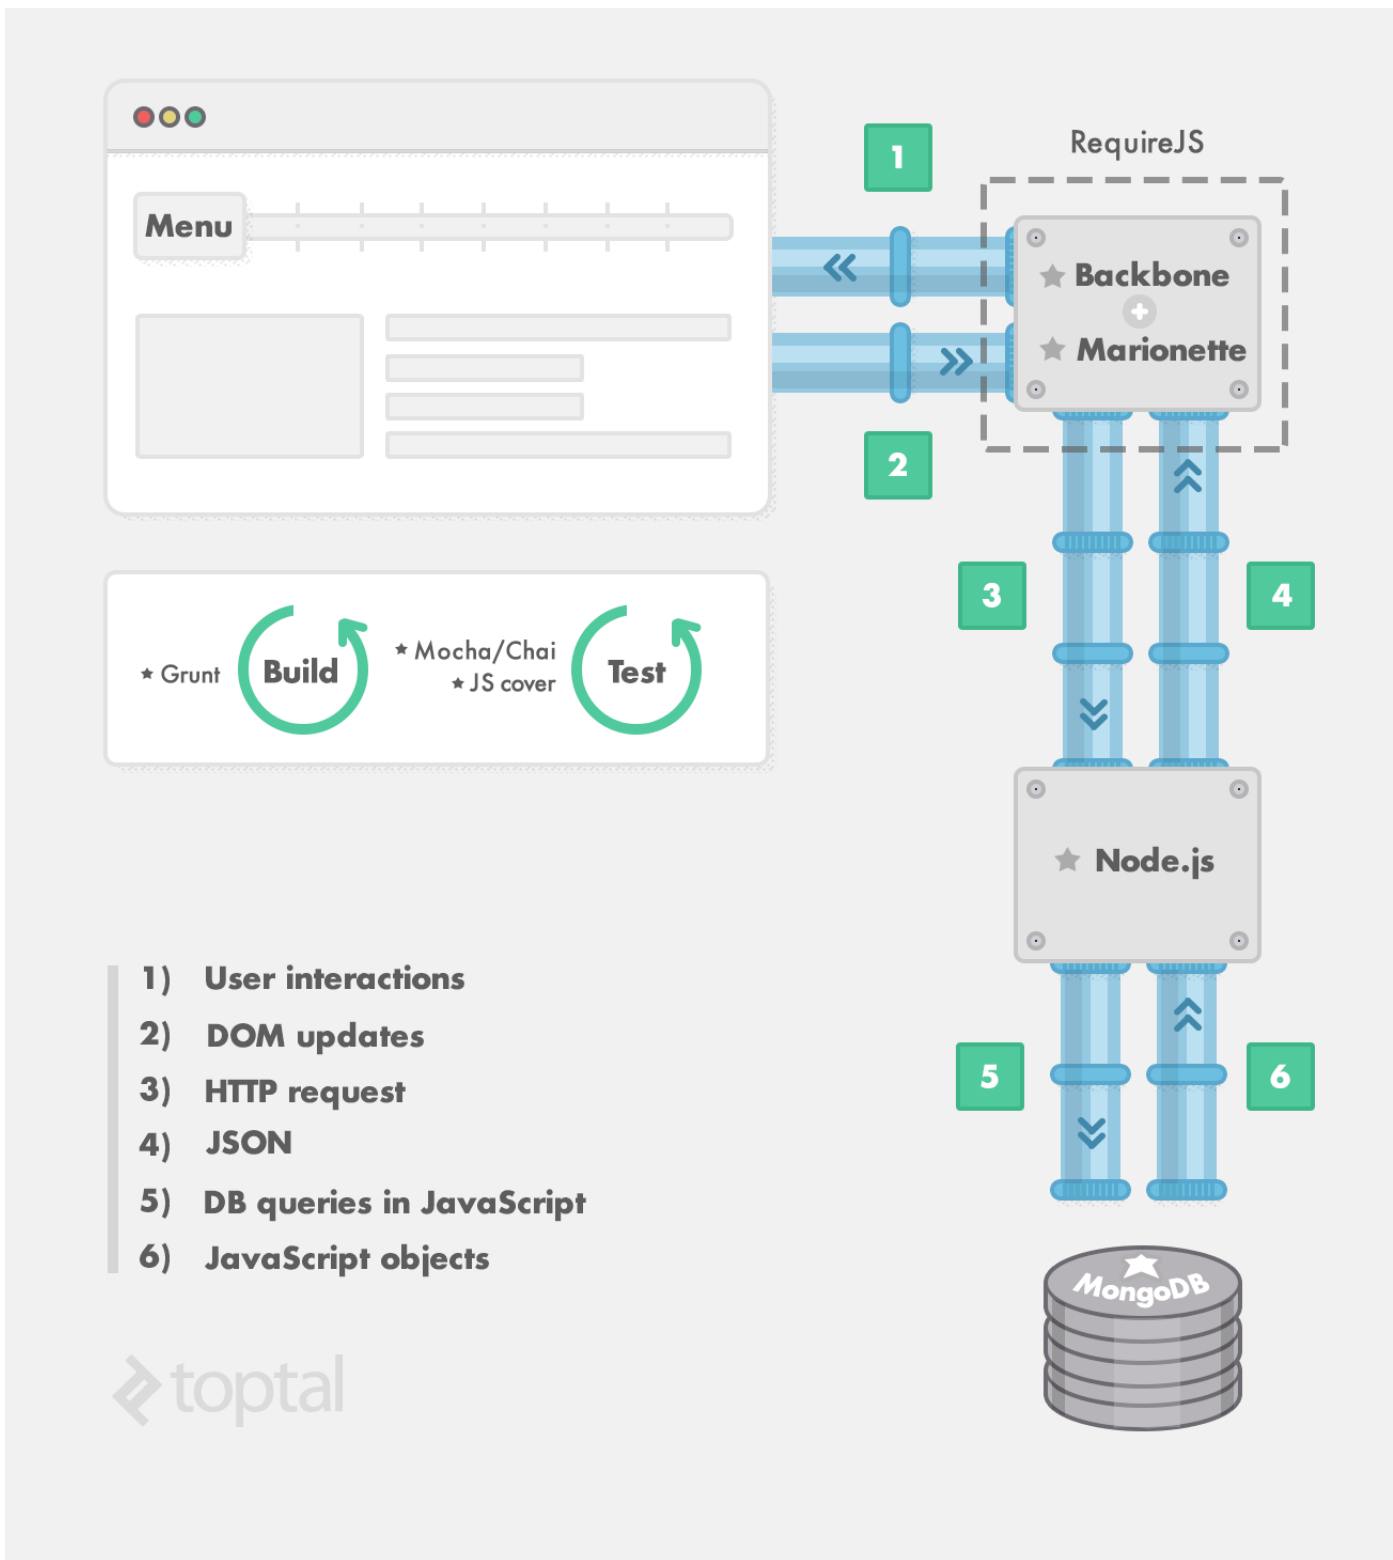 RequireJS
1
Menu
Backbone
Marionette
2
3
4
Grunt
Build
Mocha/Chai
JS cover
Test
Node.js
1) User interactions
2) DOM updates
3) HTTP request
4) JSON
5) DB queries in JavaScript
6) JavaScript objects
5
6
MongoDB
toptal